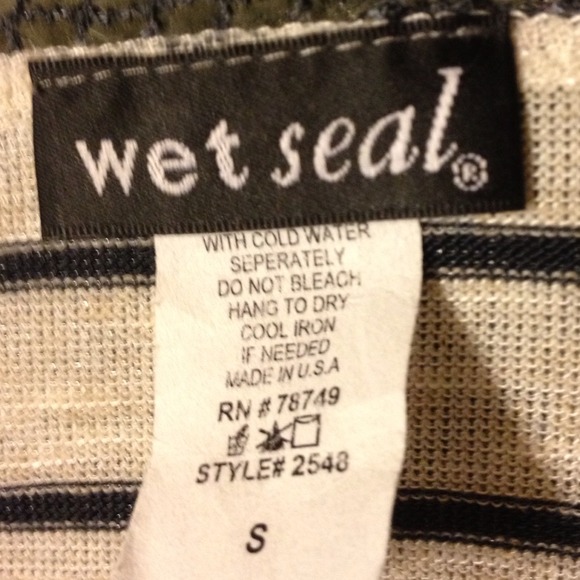 wet seal®
WITH COLD WATER
SEPERATELY
DO NOT BLEACH
HANG TO DRY
COOL IRON
IF NEEDED
MADE IN U.S.A
RN # 78749
STYLE# 2548
S